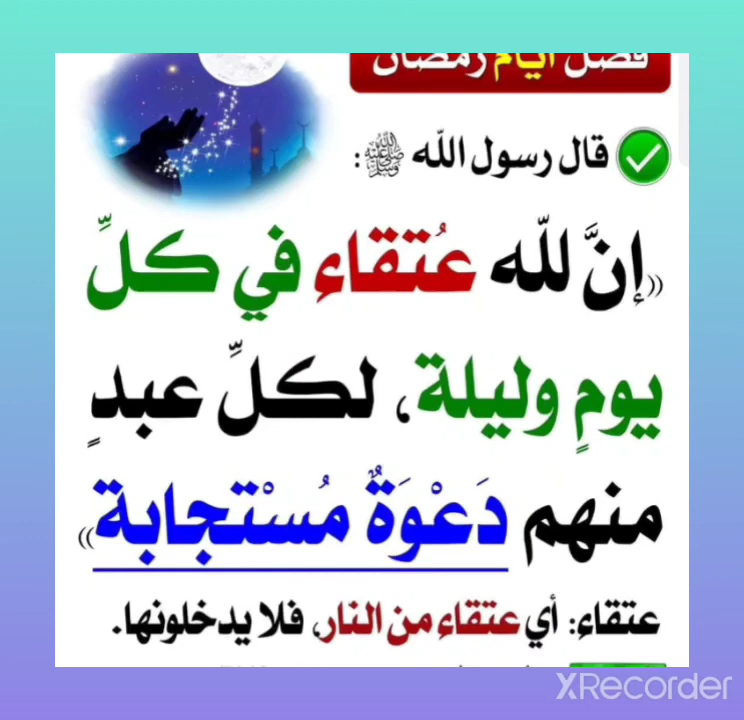 فضل أيام رمضان
قال رسول الله ﷺ :
«إنَّ للّه عُتقاء في كلِّ
يومٍ وليلة، لكلِّ عبدٍ
منهم دَعْوَةٌ مُسْتجابة»
عتقاء: أي عتقاء من النار، فلا يدخلونها.
XRecorder